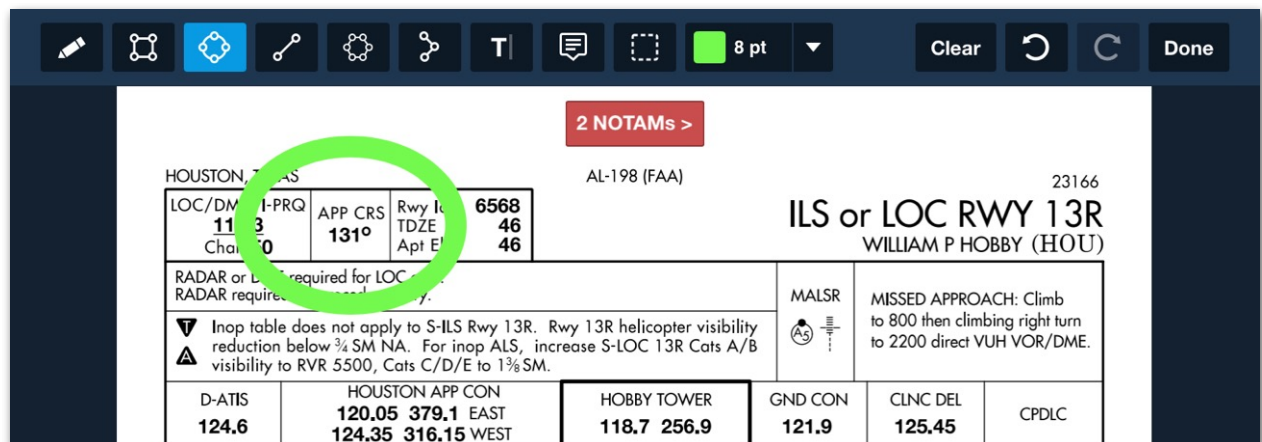 T 8 pt Clear Done
2 NOTAMs >
HOUSTON, AL-198 (FAA) 23166
LOC/DM I-PRQ APP CRS 131° Rwy 6568
TDZE 46
Apt 46
ILS or LOC RWY 13R
WILLIAM P HOBBY (HOU)
RADAR or required for LOC
RADAR
MALSR
A5
MISSED APPROACH: Climb
to 800 then climbing right turn
to 2200 direct VUH VOR/DME.
T Inop table does not apply to S-ILS Rwy 13R. Rwy 13R helicopter visibility
A reduction below ¾ SM NA. For inop ALS, increase S-LOC 13R Cats A/B
visibility to RVR 5500, Cats C/D/E to 1⅜ SM.
D-ATIS
124.6
HOUSTON APP CON
120.05 379.1 EAST
124.35 316.15 WEST
HOBBY TOWER
118.7 256.9
GND CON
121.9
CLNC DEL
125.45
CPDLC